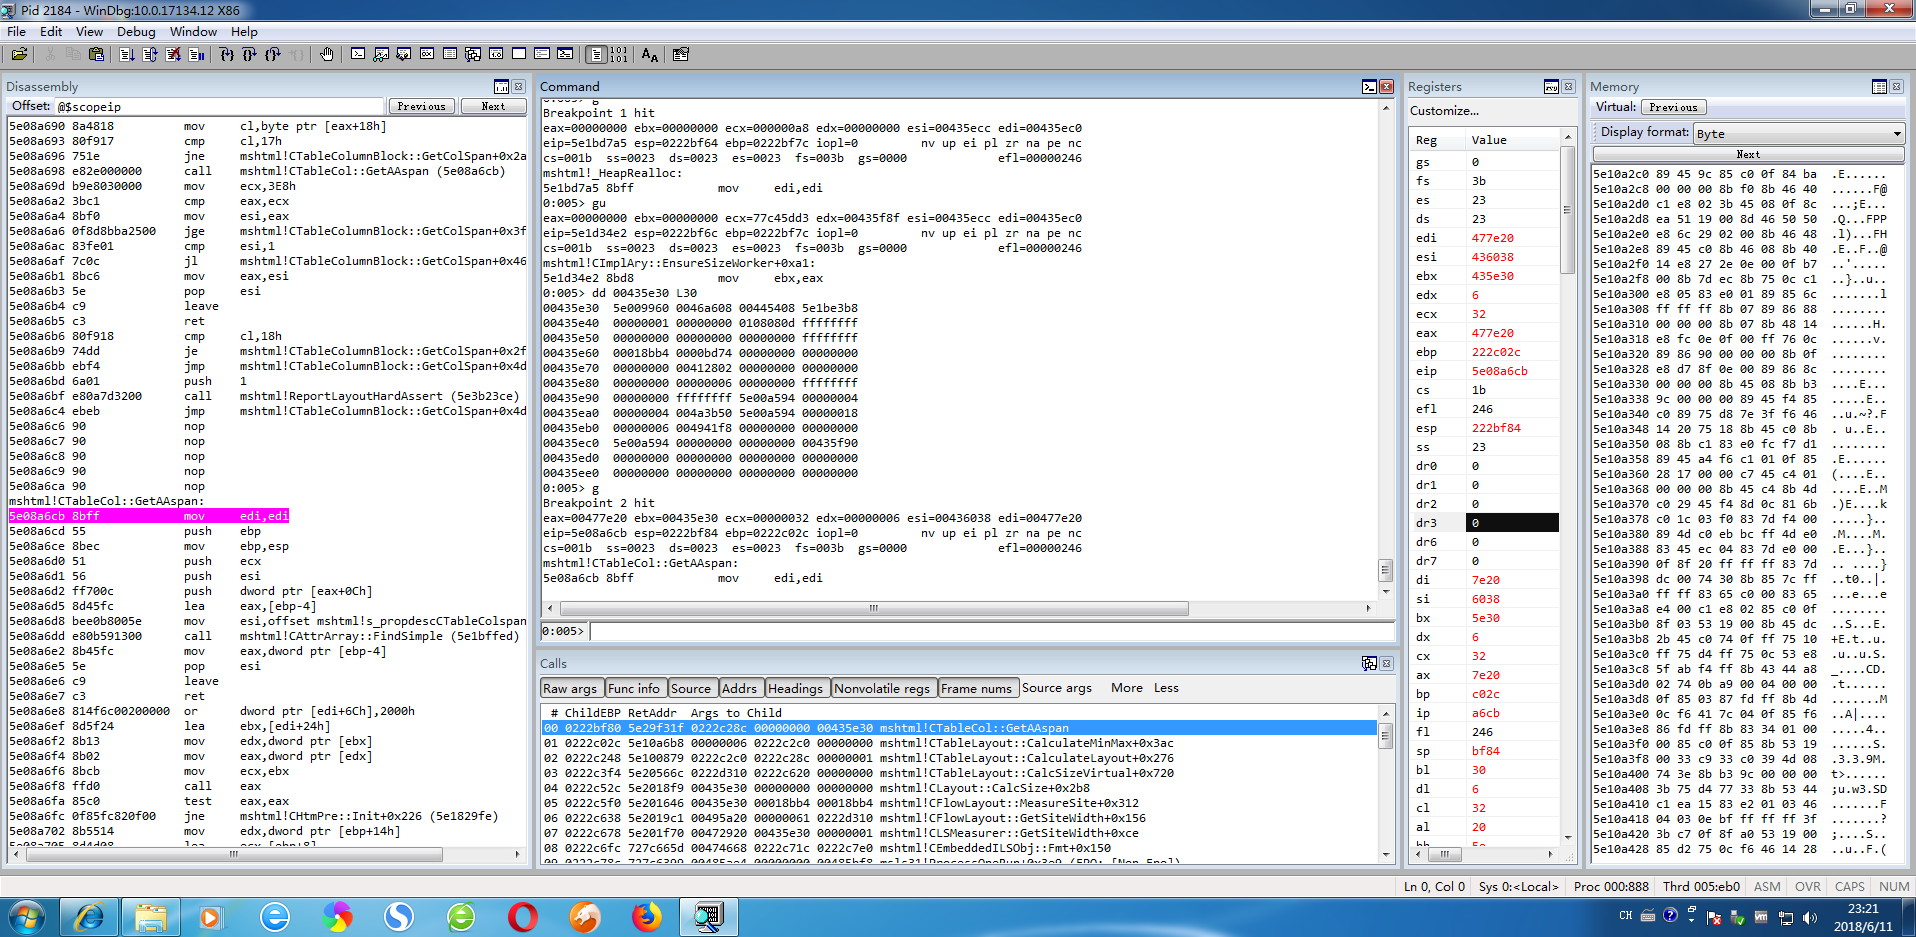 Pid 2184 - WinDbg:10.0.17134.12 X86
File Edit View Debug Window Help
Disassembly
Offset: @$scopeip Previous Next
5e08a690 8a4818 mov cl,byte ptr [eax+18h]
5e08a693 80f917 cmp cl,17h
5e08a696 751e jne mshtml!CTableColumnBlock::GetColSpan+0x2a
5e08a698 e82e000000 call mshtml!CTableCol::GetAAspan (5e08a6cb)
5e08a69d b9e8030000 mov ecx,3E8h
5e08a6a2 3bc1 cmp eax,ecx
5e08a6a4 8bf0 mov esi,eax
5e08a6a6 0f8d8bba2500 jge mshtml!CTableColumnBlock::GetColSpan+0x3f
5e08a6ac 83fe01 cmp esi,1
5e08a6af 7c0c jl mshtml!CTableColumnBlock::GetColSpan+0x46
5e08a6b1 8bc6 mov eax,esi
5e08a6b3 5e pop esi
5e08a6b4 c9 leave
5e08a6b5 c3 ret
5e08a6b6 80f918 cmp cl,18h
5e08a6b9 74dd je mshtml!CTableColumnBlock::GetColSpan+0x2f
5e08a6bb ebf4 jmp mshtml!CTableColumnBlock::GetColSpan+0x4d
5e08a6bd 6a01 push 1
5e08a6bf e80a7d3200 call mshtml!ReportLayoutHardAssert (5e3b23ce)
5e08a6c4 ebeb jmp mshtml!CTableColumnBlock::GetColSpan+0x4d
5e08a6c6 90 nop
5e08a6c7 90 nop
5e08a6c8 90 nop
5e08a6c9 90 nop
5e08a6ca 90 nop
mshtml!CTableCol::GetAAspan:
5e08a6cb 8bff mov edi,edi
5e08a6cd 55 push ebp
5e08a6ce 8bec mov ebp,esp
5e08a6d0 51 push ecx
5e08a6d1 56 push esi
5e08a6d2 ff700c push dword ptr [eax+0Ch]
5e08a6d5 8d45fc lea eax,[ebp-4]
5e08a6d8 bee0b8005e mov esi,offset mshtml!s_propdescCTableColspan
5e08a6dd e80b591300 call mshtml!CAttrArray::FindSimple (5e1bffed)
5e08a6e2 8b45fc mov eax,dword ptr [ebp-4]
5e08a6e5 5e pop esi
5e08a6e6 c9 leave
5e08a6e7 c3 ret
5e08a6e8 814f6c00200000 or dword ptr [edi+6Ch],2000h
5e08a6ef 8d5f24 lea ebx,[edi+24h]
5e08a6f2 8b13 mov edx,dword ptr [ebx]
5e08a6f4 8b02 mov eax,dword ptr [edx]
5e08a6f6 8bcb mov ecx,ebx
5e08a6f8 ffd0 call eax
5e08a6fa 85c0 test eax,eax
5e08a6fc 0f85fc820f00 jne mshtml!CHtmPre::Init+0x226 (5e1829fe)
5e08a702 8b5514 mov edx,dword ptr [ebp+14h]
Command
0:005> g
Breakpoint 1 hit
eax=00000000 ebx=00000000 ecx=000000a8 edx=00000000 esi=00435ecc edi=00435ec0
eip=5e1bd7a5 esp=0222bf64 ebp=0222bf7c iopl=0 nv up ei pl zr na pe nc
cs=001b ss=0023 ds=0023 es=0023 fs=003b gs=0000 efl=00000246
mshtml!_HeapRealloc:
5e1bd7a5 8bff mov edi,edi
0:005> gu
eax=00000000 ebx=00000000 ecx=77c45dd3 edx=00435f8f esi=00435ecc edi=00435ec0
eip=5e1d34e2 esp=0222bf6c ebp=0222bf7c iopl=0 nv up ei pl zr na pe nc
cs=001b ss=0023 ds=0023 es=0023 fs=003b gs=0000 efl=00000246
mshtml!CImplAry::EnsureSizeWorker+0xa1:
5e1d34e2 8bd8 mov ebx,eax
0:005> dd 00435e30 L30
00435e30 5e009960 0046a608 00445408 5e1be3b8
00435e40 00000001 00000000 0108080d ffffffff
00435e50 00000000 00000000 00000000 ffffffff
00435e60 00018bb4 0000bd74 00000000 00000000
00435e70 00000000 00412802 00000000 00000000
00435e80 00000000 00000006 00000000 ffffffff
00435e90 00000000 ffffffff 5e00a594 00000004
00435ea0 00000004 004a3b50 5e00a594 00000018
00435eb0 00000006 004941f8 00000000 00000000
00435ec0 5e00a594 00000000 00000000 00435f90
00435ed0 00000000 00000000 00000000 00000000
00435ee0 00000000 00000000 00000000 00000000
0:005> g
Breakpoint 2 hit
eax=00477e20 ebx=00435e30 ecx=00000032 edx=00000006 esi=00436038 edi=00477e20
eip=5e08a6cb esp=0222bf84 ebp=0222c02c iopl=0 nv up ei pl zr na pe nc
cs=001b ss=0023 ds=0023 es=0023 fs=003b gs=0000 efl=00000246
mshtml!CTableCol::GetAAspan:
5e08a6cb 8bff mov edi,edi
0:005>
Calls
Raw args Func info Source Addrs Headings Nonvolatile regs Frame nums Source args More Less
# ChildEBP RetAddr Args to Child
00 0222bf80 5e29f31f 0222c28c 00000000 00435e30 mshtml!CTableCol::GetAAspan
01 0222c02c 5e10a6b8 00000006 0222c2c0 00000000 mshtml!CTableLayout::CalculateMinMax+0x3ac
02 0222c248 5e100879 0222c2c0 0222c28c 00000001 mshtml!CTableLayout::CalculateLayout+0x276
03 0222c3f4 5e20566c 0222d310 0222c620 00000000 mshtml!CTableLayout::CalcSizeVirtual+0x720
04 0222c52c 5e2018f9 00435e30 00000000 00000000 mshtml!CLayout::CalcSize+0x2b8
05 0222c5f0 5e201646 00435e30 00018bb4 00018bb4 mshtml!CFlowLayout::MeasureSite+0x312
06 0222c638 5e2019c1 00495a20 00000061 0222d310 mshtml!CFlowLayout::GetSiteWidth+0x156
07 0222c678 5e201f70 00472920 00435e30 00000001 mshtml!CLSMeasurer::GetSiteWidth+0xce
08 0222c6fc 727c665d 00474668 0222c71c 0222c7e0 mshtml!CEmbeddedILSObj::Fmt+0x150
Registers
Customize...
Reg Value
gs 0
fs 3b
es 23
ds 23
edi 477e20
esi 436038
ebx 435e30
edx 6
ecx 32
eax 477e20
ebp 222c02c
eip 5e08a6cb
cs 1b
efl 246
esp 222bf84
ss 23
dr0 0
dr1 0
dr2 0
dr3 0
dr6 0
dr7 0
di 7e20
si 6038
bx 5e30
dx 6
cx 32
ax 7e20
bp c02c
ip a6cb
fl 246
sp bf84
bl 30
dl 6
cl 32
al 20
Memory
Virtual: Previous
Display format: Byte
Next
5e10a2c0 89 45 9c 85 c0 0f 84 ba .E......
5e10a2c8 00 00 00 8b f0 8b 46 40 ......F@
5e10a2d0 c1 e8 02 3b 45 08 0f 8c ...;E...
5e10a2d8 ea 51 19 00 8d 46 50 50 .Q...FPP
5e10a2e0 e8 6c 29 02 00 8b 46 48 .l)...FH
5e10a2e8 89 45 c0 8b 46 08 8b 40 .E..F..@
5e10a2f0 14 e8 27 2e 0e 00 0f b7 ..'.....
5e10a2f8 00 8b 7d ec 8b 75 0c c1 ..}..u..
5e10a300 e8 05 83 e0 01 89 85 6c .......l
5e10a308 ff ff ff 8b 07 89 86 88 ........
5e10a310 00 00 00 8b 07 8b 48 14 ......H.
5e10a318 e8 fc 0e 0f 00 ff 76 0c ......v.
5e10a320 89 86 90 00 00 00 8b 0f ........
5e10a328 e8 d7 8f 0e 00 89 86 8c ........
5e10a330 00 00 00 8b 45 08 8b b3 ....E...
5e10a338 9c 00 00 00 89 45 f4 85 .....E..
5e10a340 c0 89 75 d8 7e 3f f6 46 ..u.~?.F
5e10a348 14 20 75 18 8b 45 c0 8b . u..E..
5e10a350 08 8b c1 83 e0 fc f7 d1 ........
5e10a358 89 45 a4 f6 c1 01 0f 85 .E......
5e10a360 28 17 00 00 c7 45 c4 01 (....E..
5e10a368 00 00 00 8b 45 c4 8b 4d ....E..M
5e10a370 c0 29 45 f4 8d 0c 81 6b .)E....k
5e10a378 c0 1c 03 f0 83 7d f4 00 .....}..
5e10a380 89 4d c0 eb bc ff 4d e0 .M....M.
5e10a388 83 45 ec 04 83 7d e0 00 .E...}..
5e10a390 0f 8f 20 ff ff ff 83 7d .. ....}
5e10a398 dc 00 74 30 8b 85 7c ff ..t0..|.
5e10a3a0 ff ff 83 65 c0 00 83 65 ...e...e
5e10a3a8 e4 00 c1 e8 02 85 c0 0f ........
5e10a3b0 8f 03 53 19 00 8b 45 dc ..S...E.
5e10a3b8 2b 45 c0 74 0f ff 75 10 +E.t..u.
5e10a3c0 ff 75 d4 ff 75 0c 53 e8 .u..u.S.
5e10a3c8 5f ab f4 ff 8b 43 44 a8 _....CD.
5e10a3d0 02 74 0b a9 00 04 00 00 .t......
5e10a3d8 0f 85 03 87 fd ff 8b 4d .......M
5e10a3e0 0c f6 41 7c 04 0f 85 f6 ..A|....
5e10a3e8 86 fd ff 8b 83 34 01 00 .....4..
5e10a3f0 00 85 c0 0f 85 8b 53 19 ......S.
5e10a3f8 00 33 c9 33 c0 39 4d 08 .3.3.9M.
5e10a400 74 3e 8b b3 9c 00 00 00 t>......
5e10a408 3b 75 d4 77 33 8b 53 44 ;u.w3.SD
5e10a410 c1 ea 15 83 e2 01 03 46 .......F
5e10a418 04 03 0e bf ff ff ff 3f .......?
5e10a420 3b c7 0f 8f a0 53 19 00 ;....S..
5e10a428 85 d2 75 0c f6 46 14 28 ..u..F.(
Ln 0, Col 0 Sys 0:<Local> Proc 000:888 Thrd 005:eb0 ASM OVR CAPS NUM
CH
23:21
2018/6/11